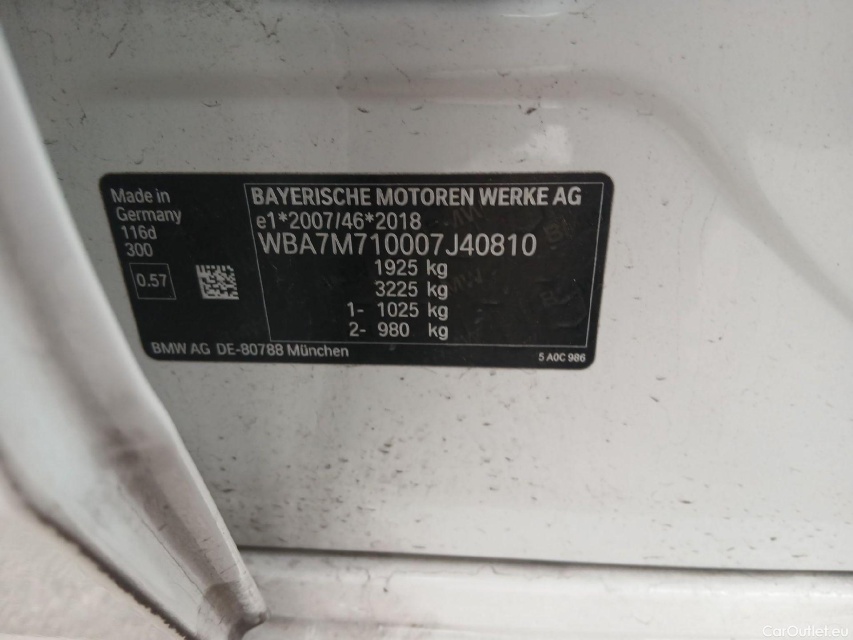 Made in
Germany
116d
300
0.57
BAYERISCHE MOTOREN WERKE AG
e1*2007/46*2018
WBA7M710007J40810
1925 kg
3225 kg
1- 1025 kg
2- 980 kg
BMW AG DE-80788 München
5 A0C 986
CarOutlet.eu